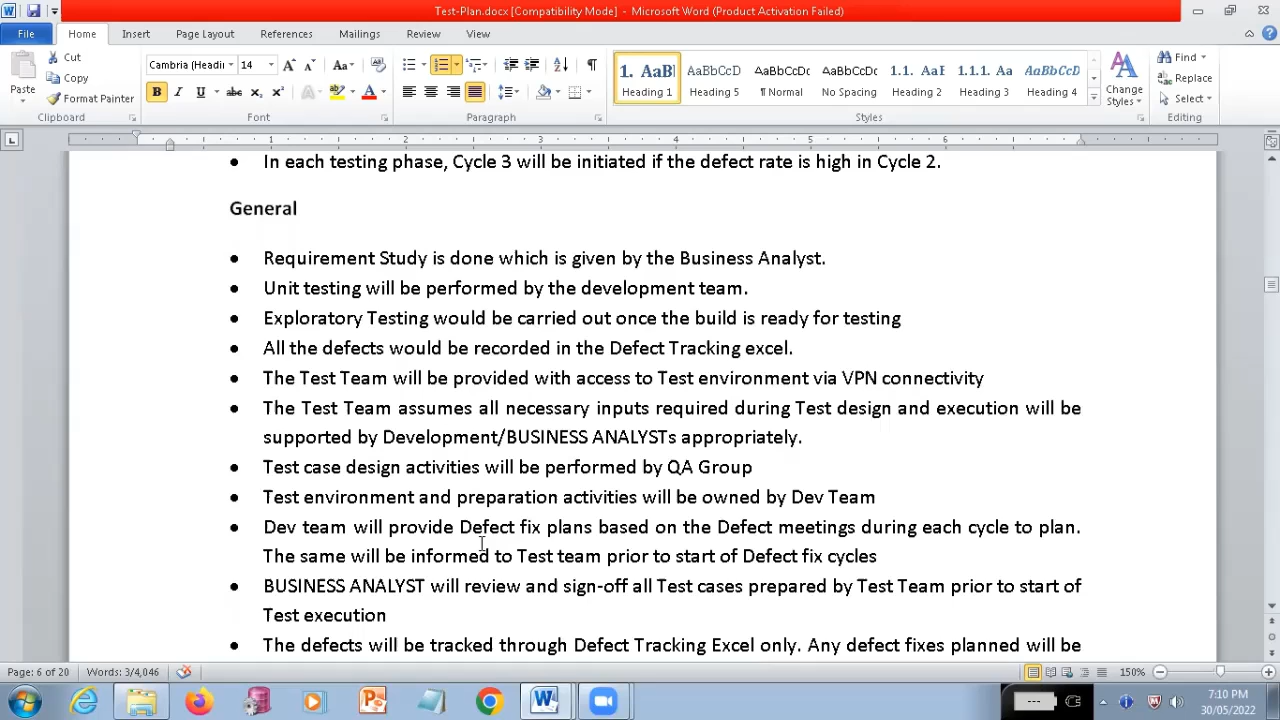 Test-Plan.docx [Compatibility Mode] - Microsoft Word (Product Activation Failed)
File Home Insert Page Layout References Mailings Review View
Paste
Cut
Copy
Format Painter
Clipboard
Cambria (Headin 14
Font
Paragraph
1. AaBl AaBbCcD AaBbCcDc AaBbCcDc 1.1. AaI 1.1.1. Aa AaBbCcD
Heading 1 Heading 5 ¶ Normal No Spacing Heading 2 Heading 3 Heading 4
Styles
Change
Styles
Find
Replace
Select
Editing
2 3 4 5 6
• In each testing phase, Cycle 3 will be initiated if the defect rate is high in Cycle 2.
General
• Requirement Study is done which is given by the Business Analyst.
• Unit testing will be performed by the development team.
• Exploratory Testing would be carried out once the build is ready for testing
• All the defects would be recorded in the Defect Tracking excel.
• The Test Team will be provided with access to Test environment via VPN connectivity
• The Test Team assumes all necessary inputs required during Test design and execution will be
supported by Development/BUSINESS ANALYSTs appropriately.
• Test case design activities will be performed by QA Group
• Test environment and preparation activities will be owned by Dev Team
• Dev team will provide Defect fix plans based on the Defect meetings during each cycle to plan.
The same will be informed to Test team prior to start of Defect fix cycles
• BUSINESS ANALYST will review and sign-off all Test cases prepared by Test Team prior to start of
Test execution
• The defects will be tracked through Defect Tracking Excel only. Any defect fixes planned will be
Page: 6 of 20 Words: 3/4,046 150%
7:10 PM
30/05/2022